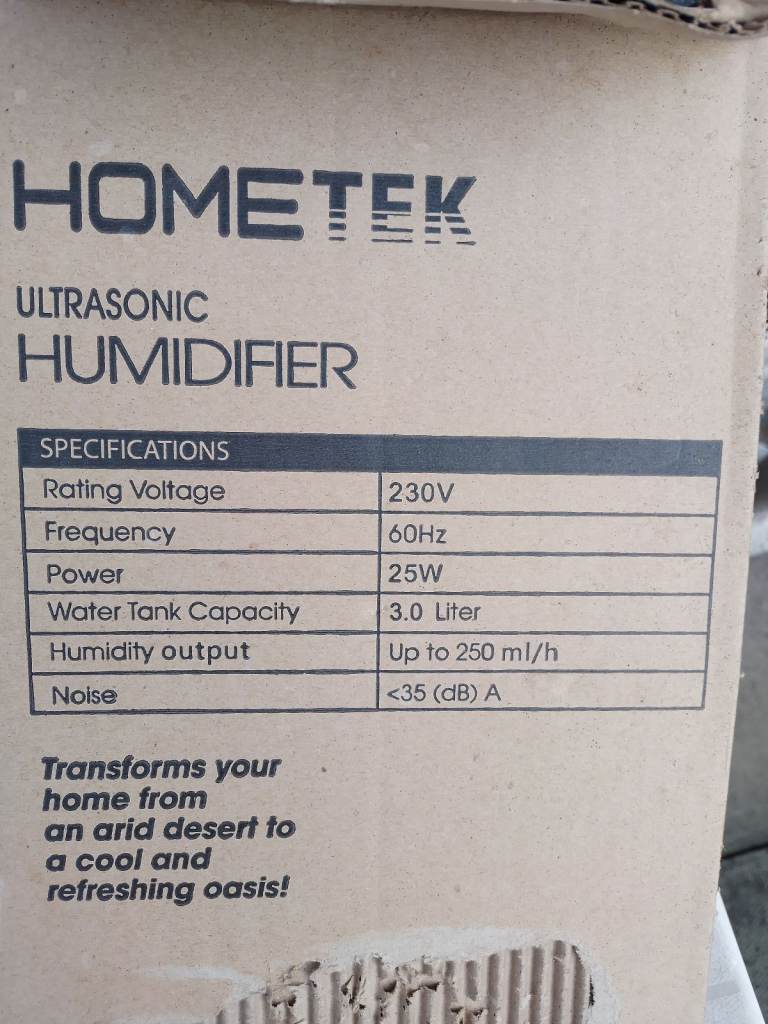 HOMETEK
ULTRASONIC
HUMIDIFIER
SPECIFICATIONS
Rating Voltage 230V
Frequency 60Hz
Power 25W
Water Tank Capacity 3.0 Liter
Humidity output Up to 250 ml/h
Noise <35 (dB) A
Transforms your
home from
an arid desert to
a cool and
refreshing oasis!